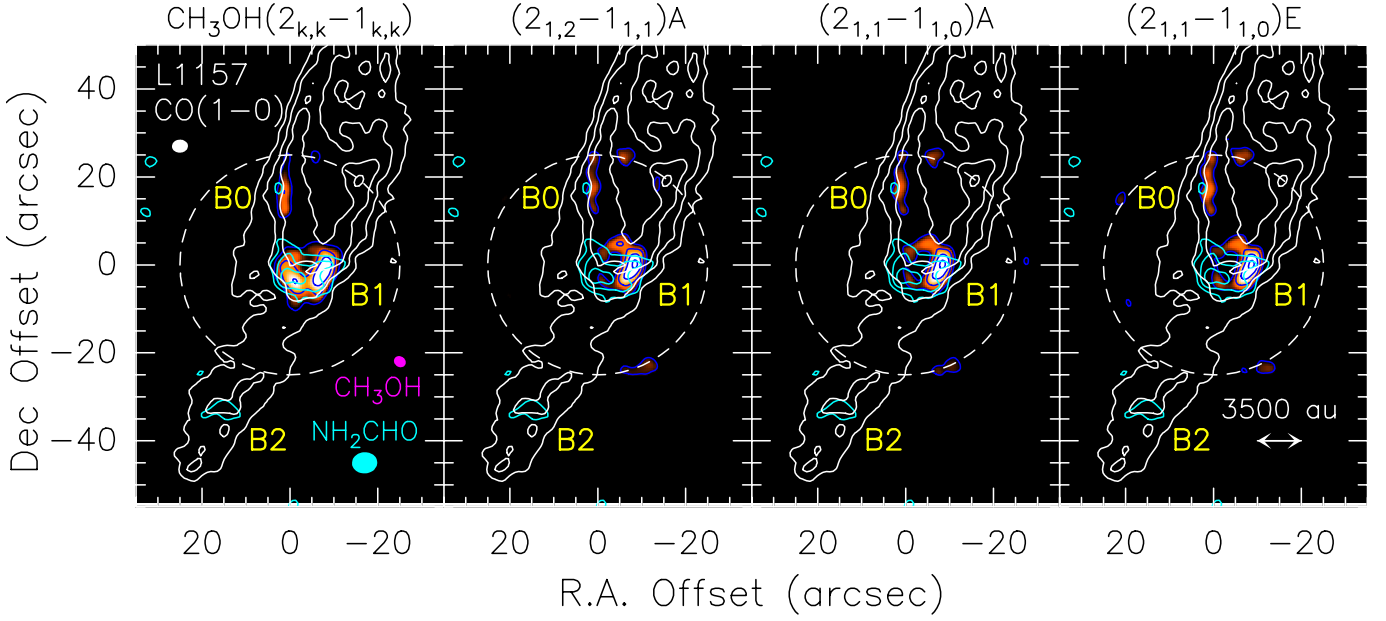 CH₃OH(2ₖ,ₖ−1ₖ,ₖ) (2₁,₂−1₁,₁)A (2₁,₁−1₁,₀)A (2₁,₁−1₁,₀)E
L1157
CO(1−0)
B0 B0 B0 B0
B1 B1 B1 B1
CH₃OH
NH₂CHO
3500 au
B2 B2 B2 B2
40
20
0
−20
−40
Dec Offset (arcsec)
20 0 −20 20 0 −20 20 0 −20 20 0 −20
R.A. Offset (arcsec)